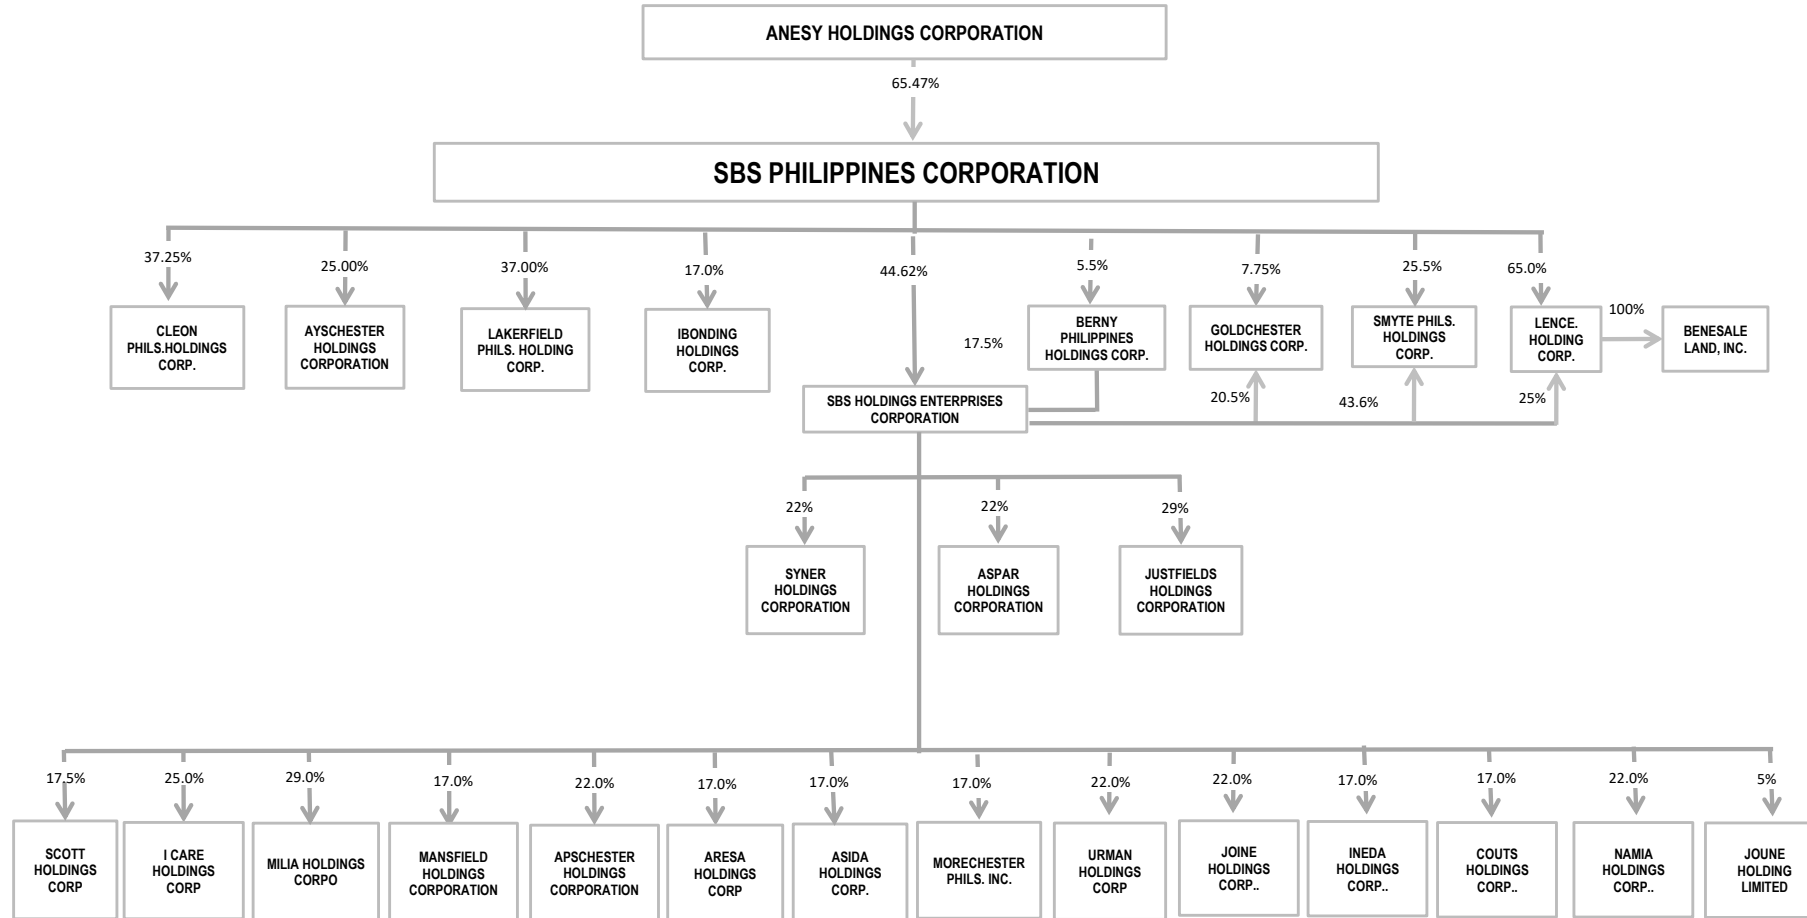 ANESY HOLDINGS CORPORATION
65.47%
SBS PHILIPPINES CORPORATION
37.25%
25.00%
37.00%
17.0%
44.62%
5.5%
7.75%
25.5%
65.0%
CLEON
PHILS.HOLDINGS
CORP.
AYSCHESTER
HOLDINGS
CORPORATION
LAKERFIELD
PHILS. HOLDING
CORP.
IBONDING
HOLDINGS
CORP.
17.5%
BERNY
PHILIPPINES
HOLDINGS CORP.
GOLDCHESTER
HOLDINGS CORP.
SMYTE PHILS.
HOLDINGS
CORP.
LENCE.
HOLDING
CORP.
100%
BENESALE
LAND, INC.
SBS HOLDINGS ENTERPRISES
CORPORATION
20.5%
43.6%
25%
22%
22%
29%
SYNER
HOLDINGS
CORPORATION
ASPAR
HOLDINGS
CORPORATION
JUSTFIELDS
HOLDINGS
CORPORATION
17.5%
25.0%
29.0%
17.0%
22.0%
17.0%
17.0%
17.0%
22.0%
22.0%
17.0%
17.0%
22.0%
5%
SCOTT
HOLDINGS
CORP
I CARE
HOLDINGS
CORP
MILIA HOLDINGS
CORPO
MANSFIELD
HOLDINGS
CORPORATION
APSCHESTER
HOLDINGS
CORPORATION
ARESA
HOLDINGS
CORP
ASIDA
HOLDINGS
CORP.
MORECHESTER
PHILS. INC.
URMAN
HOLDINGS
CORP
JOINE
HOLDINGS
CORP..
INEDA
HOLDINGS
CORP..
COUTS
HOLDINGS
CORP..
NAMIA
HOLDINGS
CORP..
JOUNE
HOLDING
LIMITED